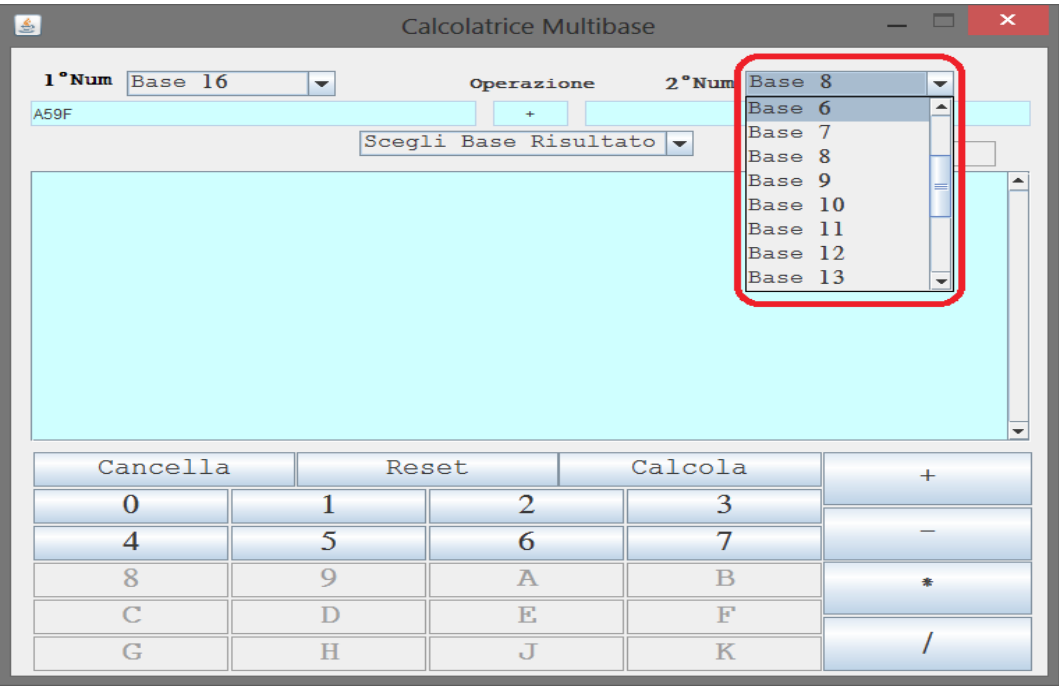 Calcolatrice Multibase
1°Num Base 16 Operazione 2°Num Base 8
A59F +
Scegli Base Risultato
Base 6
Base 7
Base 8
Base 9
Base 10
Base 11
Base 12
Base 13
Cancella Reset Calcola +
0 1 2 3
4 5 6 7 −
8 9 A B *
C D E F
G H J K /